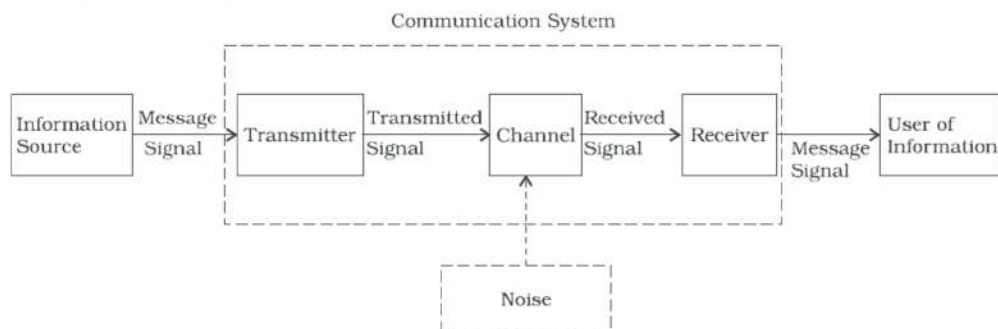 Communication System
Information
Source
Message
Signal
Transmitter
Transmitted
Signal
Channel
Received
Signal
Receiver
Message
Signal
User of
Information
Noise